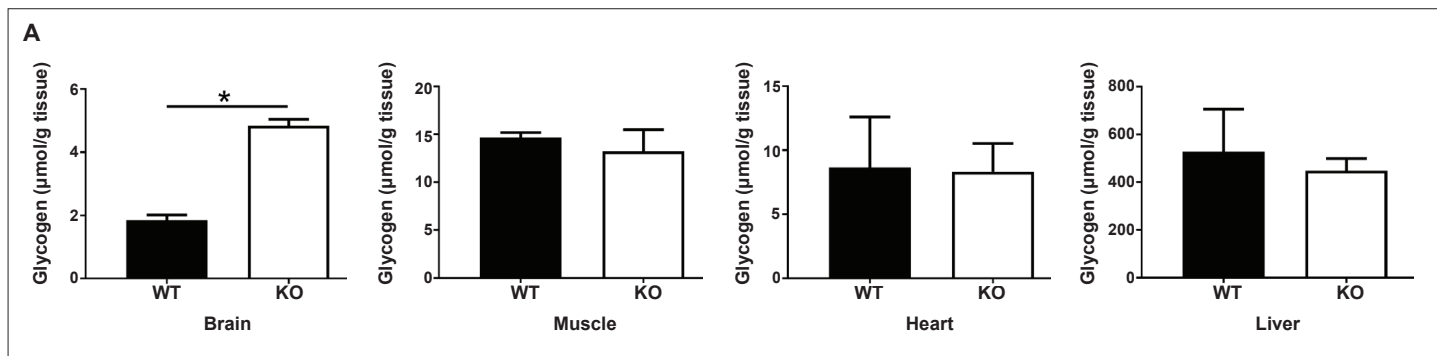 A
Glycogen (µmol/g tissue)
6
4
2
0
*
WT
KO
Brain
Glycogen (µmol/g tissue)
20
15
10
5
0
WT
KO
Muscle
Glycogen (µmol/g tissue)
15
10
5
0
WT
KO
Heart
Glycogen (µmol/g tissue)
800
600
400
200
0
WT
KO
Liver